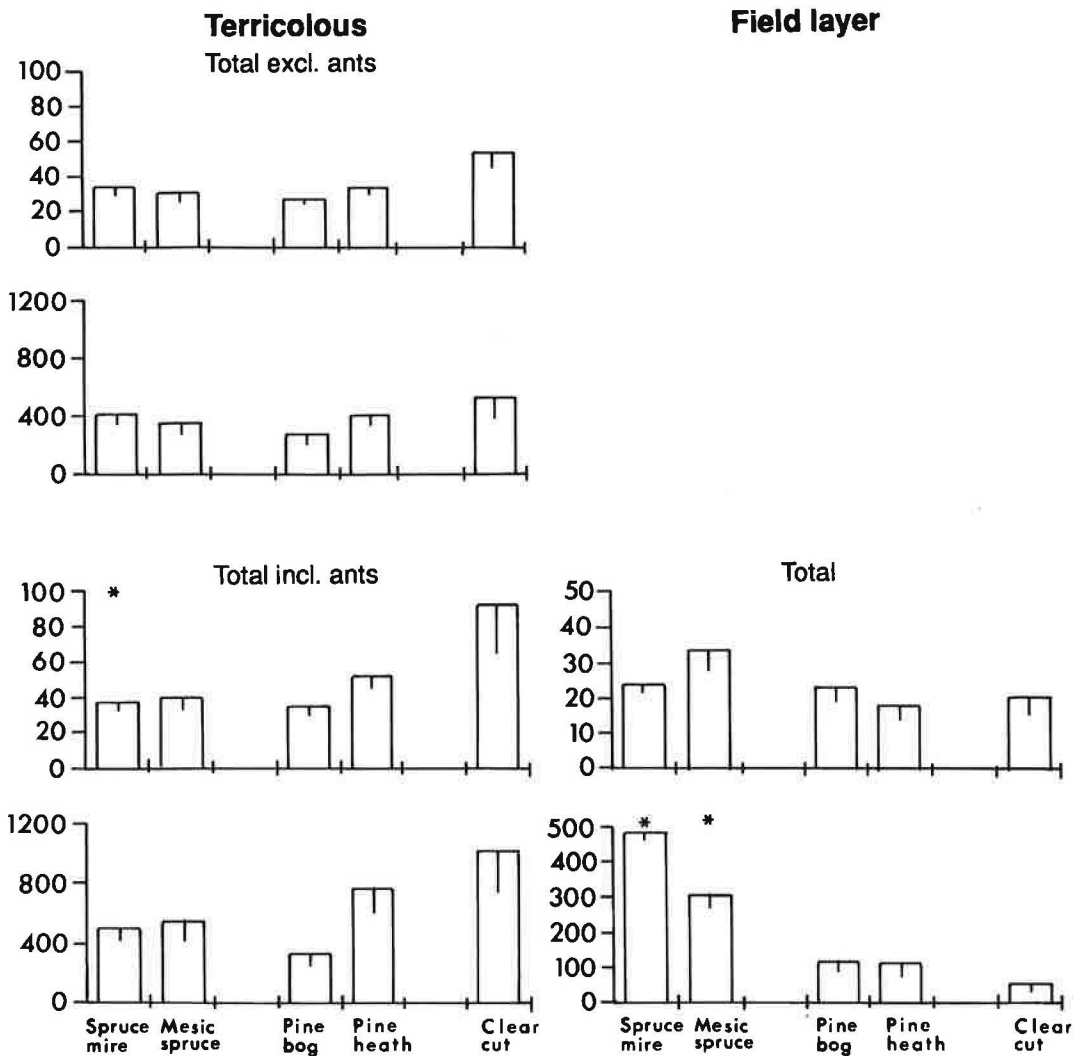 Terricolous
Field layer
Total excl. ants
100
80
60
40
20
0
1200
800
400
0
Total incl. ants
*
100
80
60
40
20
0
Total
50
40
30
20
10
0
1200
800
400
0
* *
500
400
300
200
100
0
Spruce mire
Mesic spruce
Pine bog
Pine heath
Clear cut
Spruce mire
Mesic spruce
Pine bog
Pine heath
Clear cut